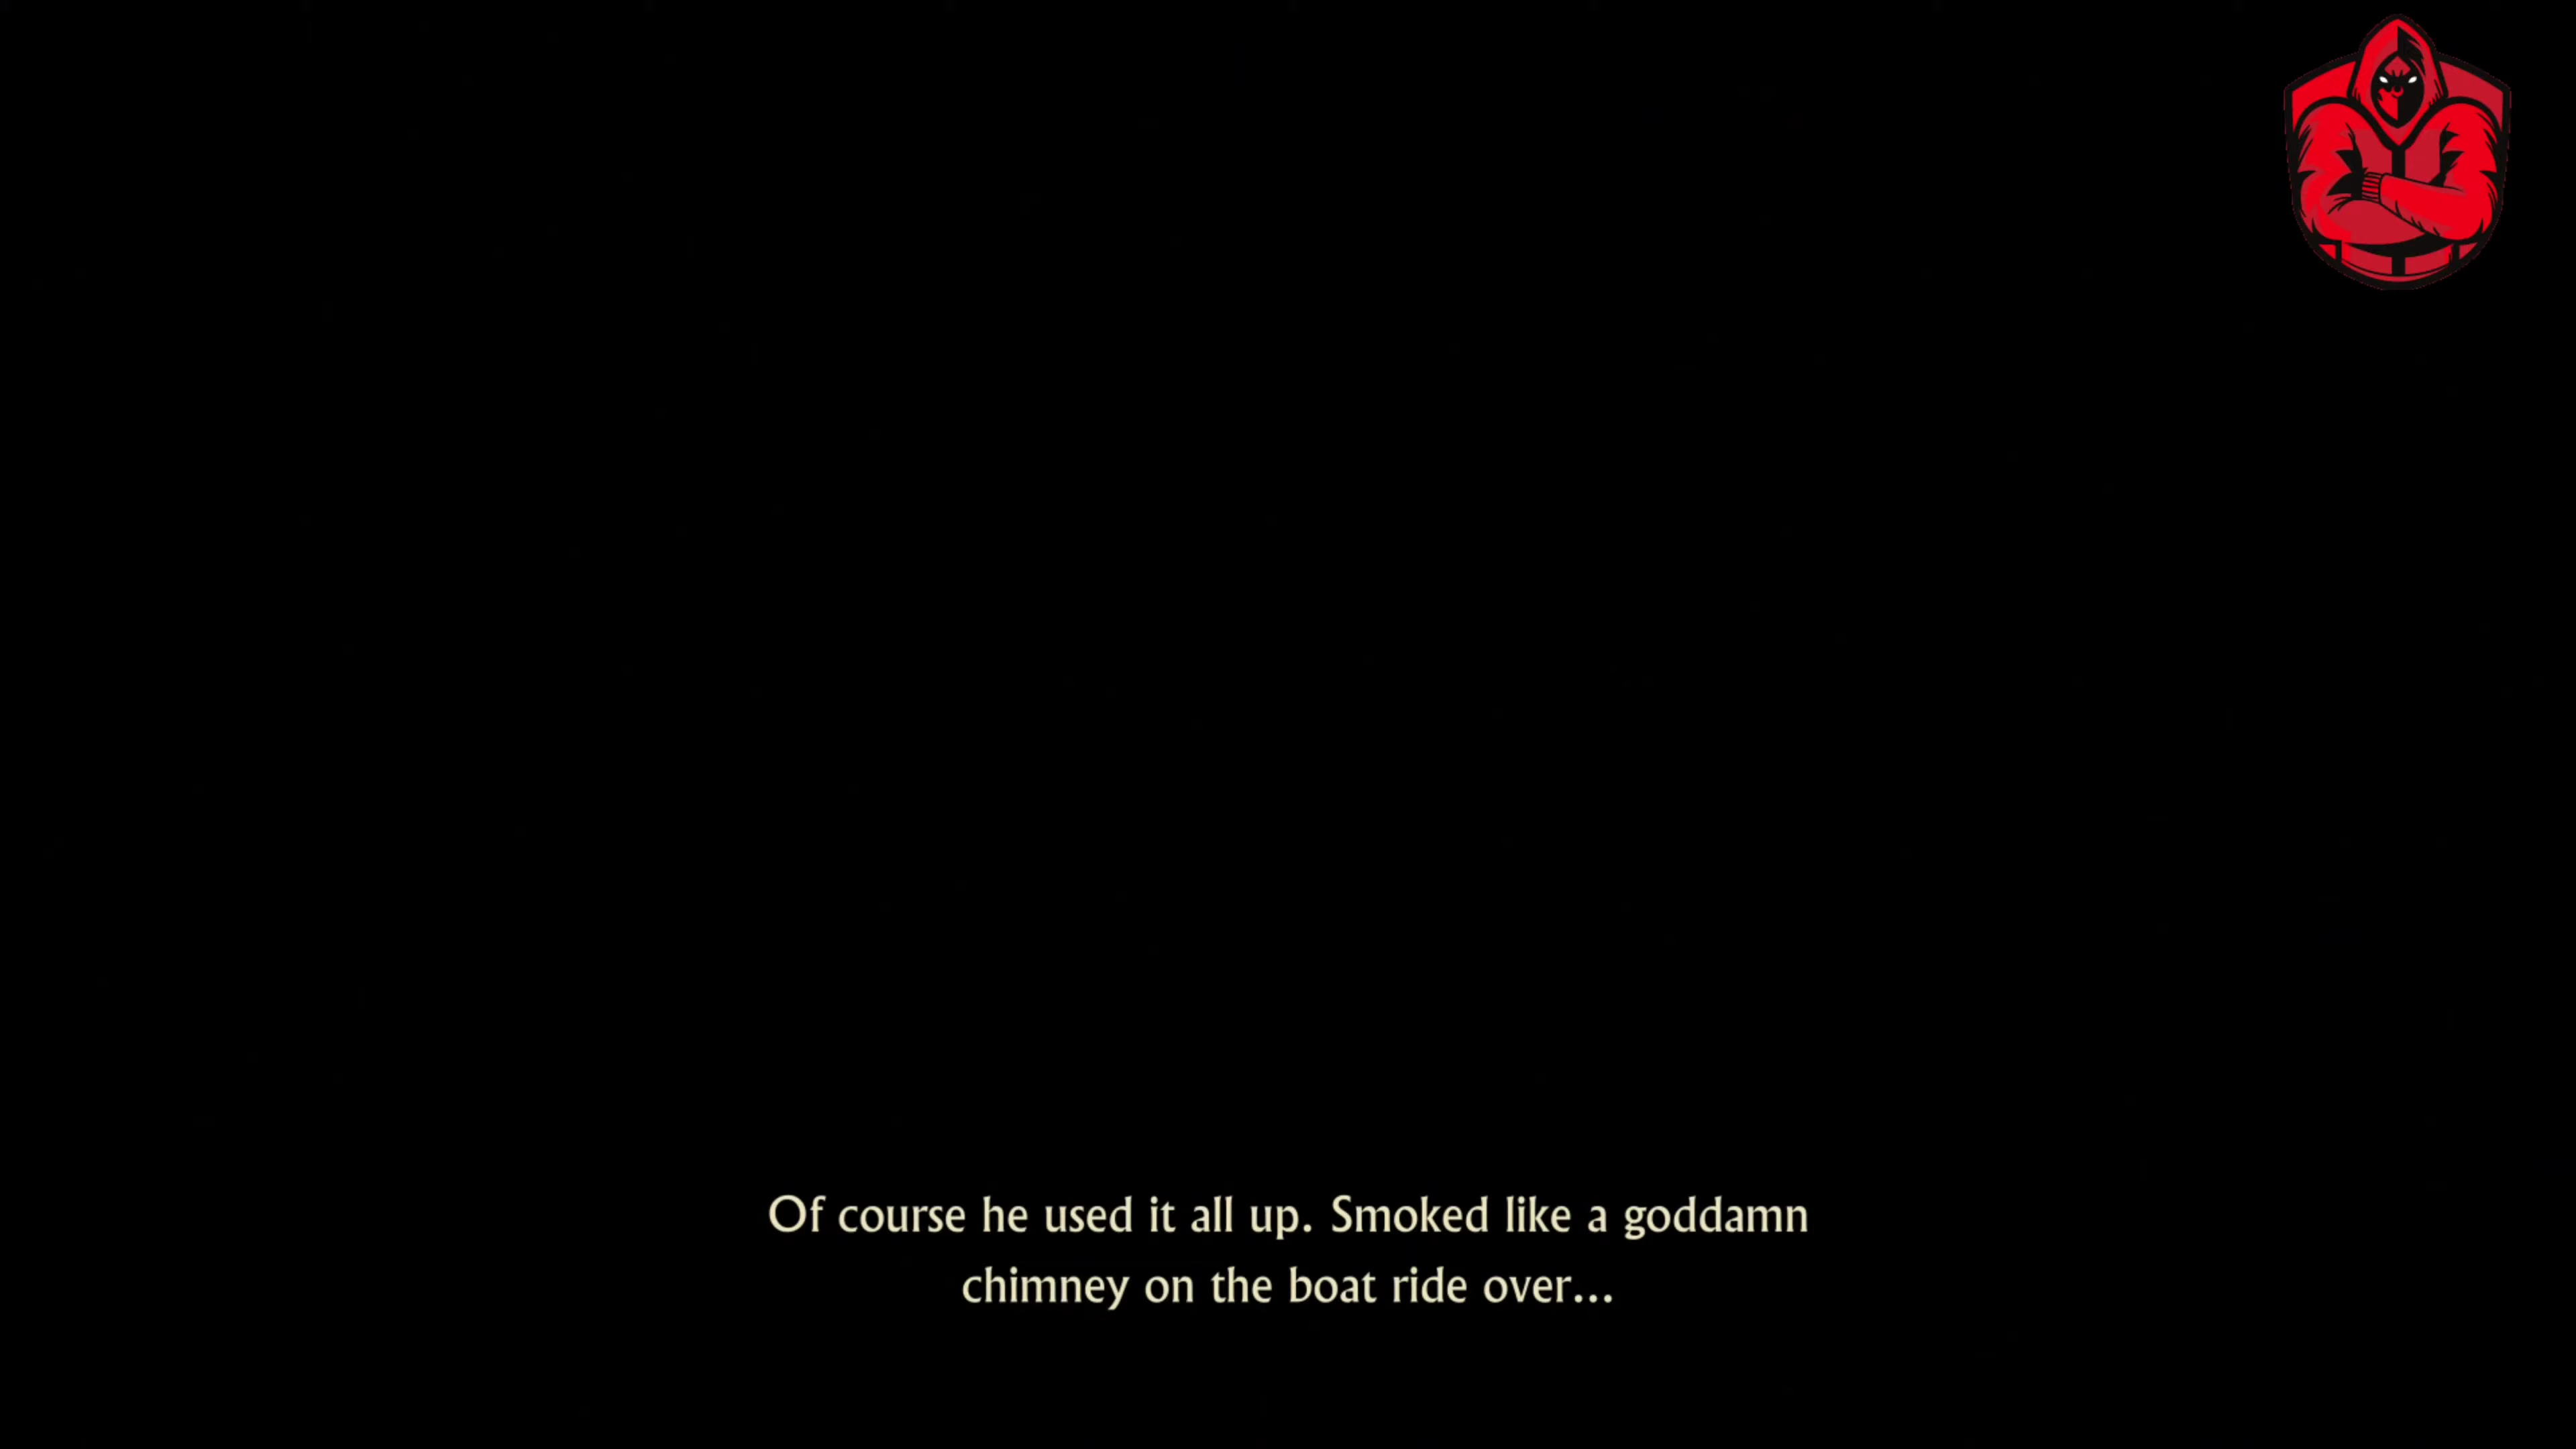 Of course he used it all up. Smoked like a goddamn
chimney on the boat ride over...